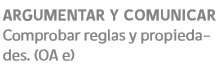 ARGUMENTAR Y COMUNICAR
Comprobar reglas y propieda-
des. (OA e)